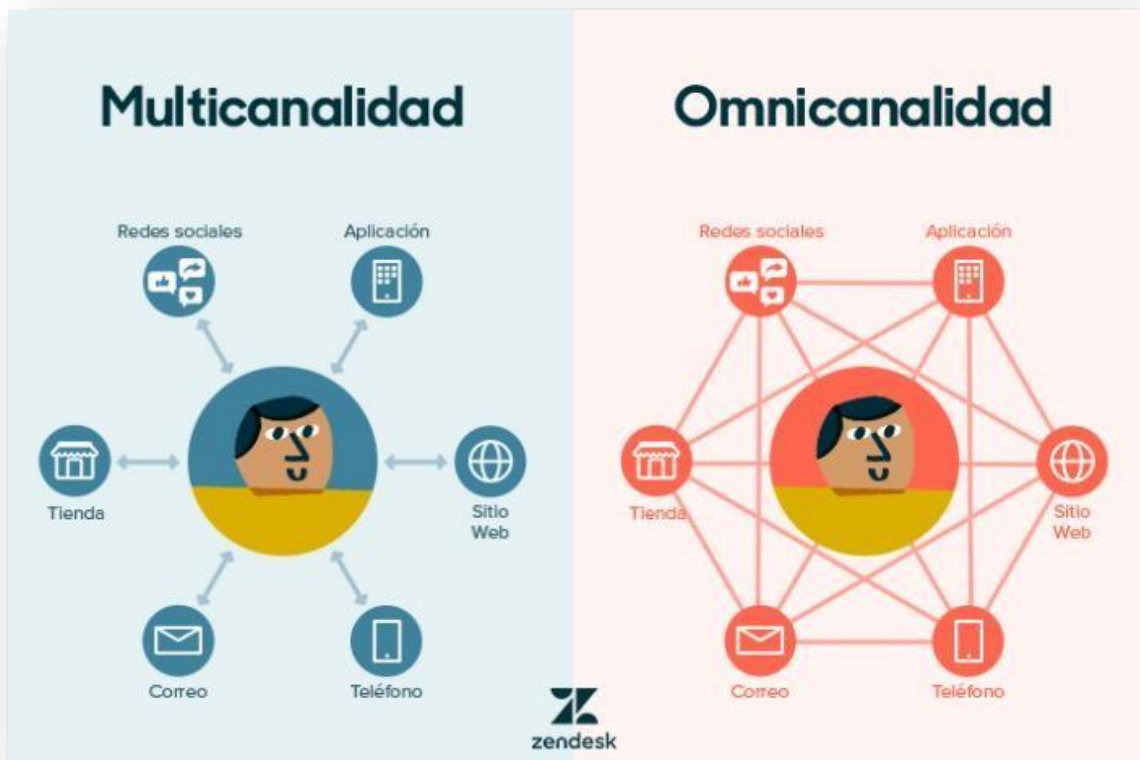 Multicanalidad
Redes sociales
Aplicación
Tienda
Sitio
Web
Correo
Teléfono
Omnicanalidad
Redes sociales
Aplicación
Tienda
Sitio
Web
Correo
Teléfono
zendesk